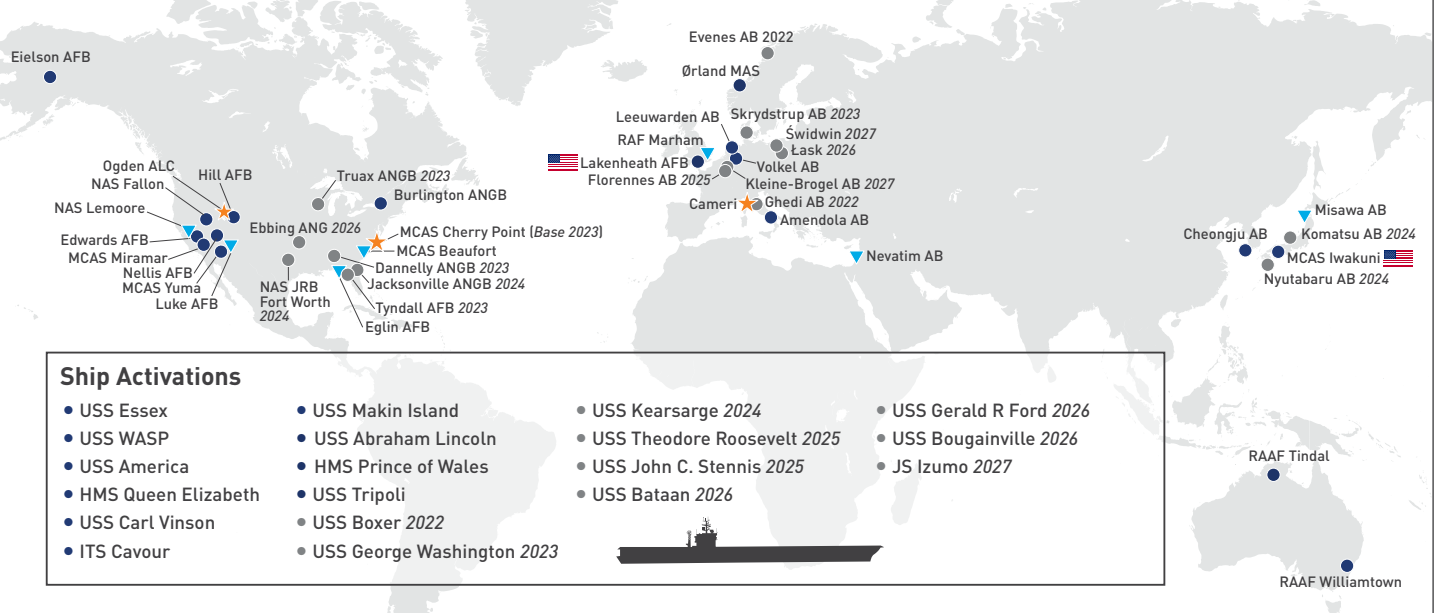 Eielson AFB
Ogden ALC
Hill AFB
NAS Fallon
NAS Lemoore
Edwards AFB
MCAS Miramar
Nellis AFB
MCAS Yuma
Luke AFB
Truax ANGB 2023
Burlington ANGB
Ebbing ANG 2026
MCAS Cherry Point (Base 2023)
MCAS Beaufort
Dannelly ANGB 2023
Jacksonville ANGB 2024
NAS JRB
Fort Worth
2024
Tyndall AFB 2023
Eglin AFB
Evenes AB 2022
Ørland MAS
Leeuwarden AB
Skrydstrup AB 2023
RAF Marham
Świdwin 2027
Łask 2026
Lakenheath AFB
Volkel AB
Florennes AB 2025
Kleine-Brogel AB 2027
Cameri
Ghedi AB 2022
Amendola AB
Nevatim AB
Misawa AB
Cheongju AB
Komatsu AB 2024
MCAS Iwakuni
Nyutabaru AB 2024
RAAF Tindal
RAAF Williamtown
Ship Activations
USS Essex
USS WASP
USS America
HMS Queen Elizabeth
USS Carl Vinson
ITS Cavour
USS Makin Island
USS Abraham Lincoln
HMS Prince of Wales
USS Tripoli
USS Boxer 2022
USS George Washington 2023
USS Kearsarge 2024
USS Theodore Roosevelt 2025
USS John C. Stennis 2025
USS Bataan 2026
USS Gerald R Ford 2026
USS Bougainville 2026
JS Izumo 2027